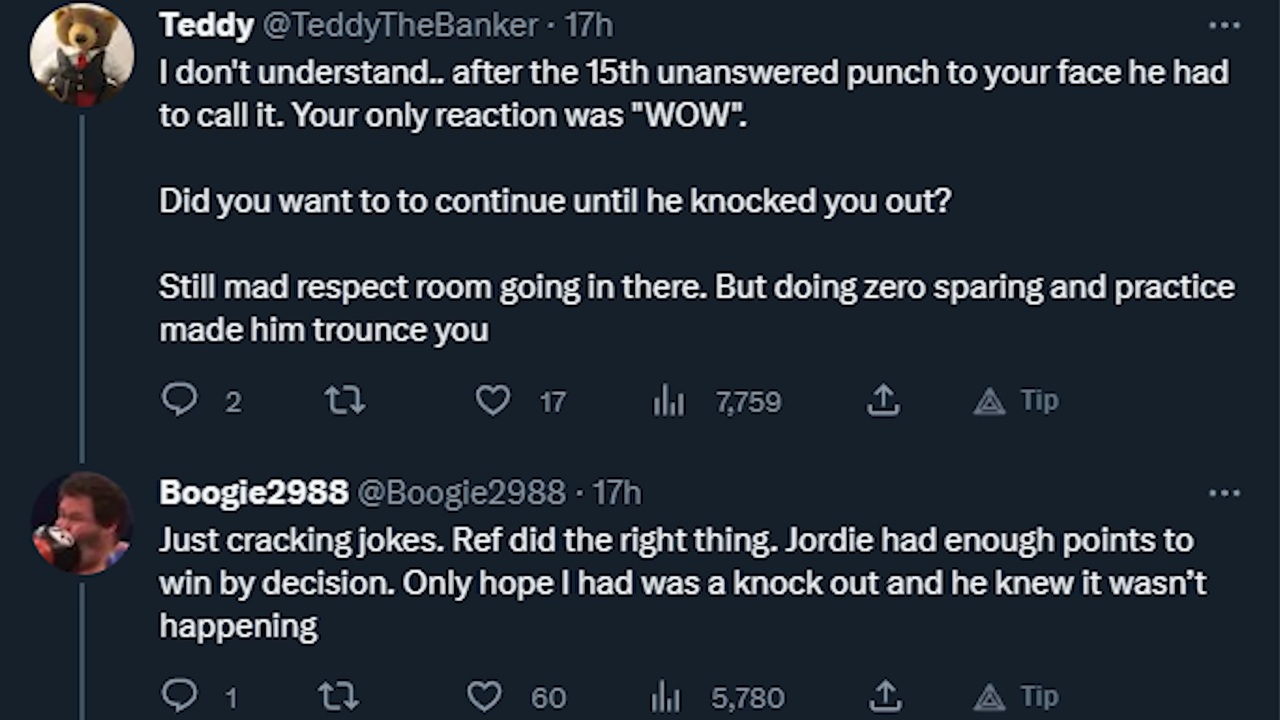 Teddy @TeddyTheBanker · 17h
I don't understand.. after the 15th unanswered punch to your face he had
to call it. Your only reaction was "WOW".
Did you want to to continue until he knocked you out?
Still mad respect room going in there. But doing zero sparing and practice
made him trounce you
2 17 7,759 Tip
Boogie2988 @Boogie2988 · 17h
Just cracking jokes. Ref did the right thing. Jordie had enough points to
win by decision. Only hope I had was a knock out and he knew it wasn’t
happening
1 60 5,780 Tip